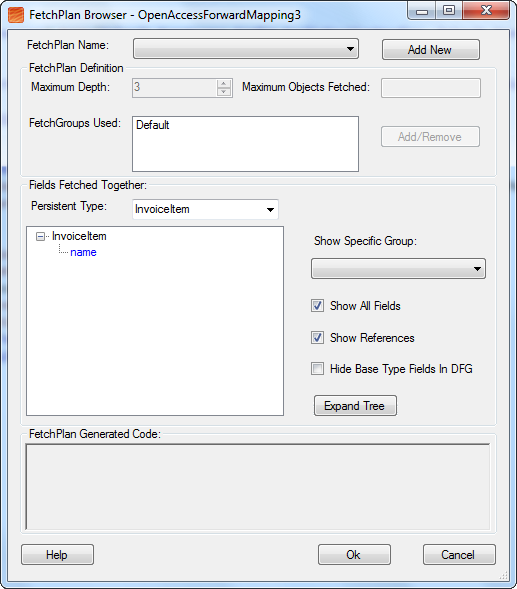 FetchPlan Browser - OpenAccessForwardMapping3
FetchPlan Name:
Add New
FetchPlan Definition
Maximum Depth:
3
Maximum Objects Fetched:
FetchGroups Used:
Default
Add/Remove
Fields Fetched Together:
Persistent Type:
InvoiceItem
InvoiceItem
name
Show Specific Group:
Show All Fields
Show References
Hide Base Type Fields In DFG
Expand Tree
FetchPlan Generated Code:
Help
Ok
Cancel